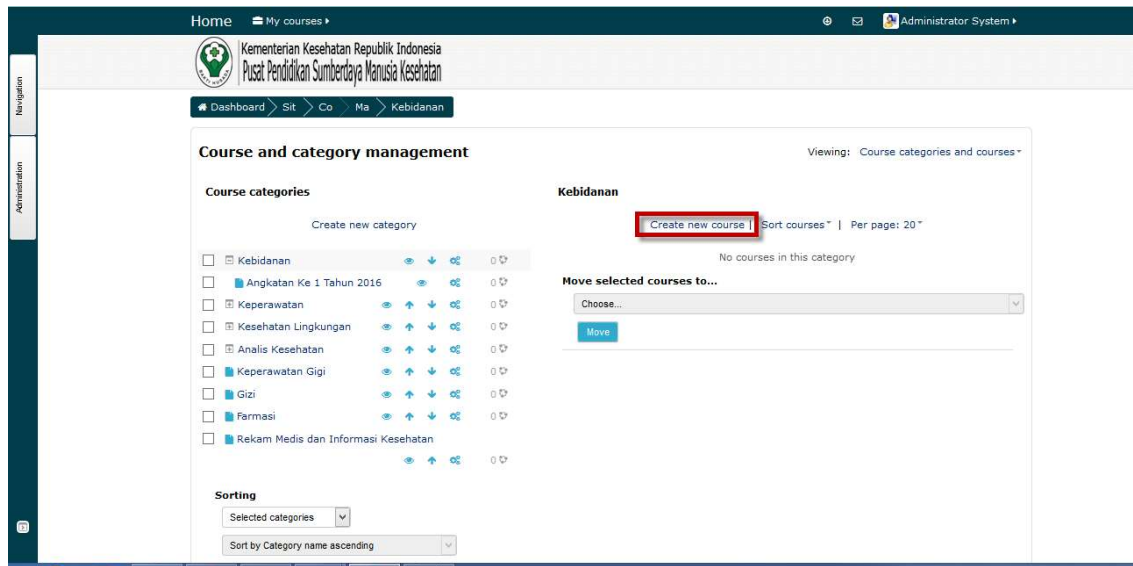 Home My courses
Administrator System
Kementerian Kesehatan Republik Indonesia
Pusat Pendidikan Sumberdaya Manusia Kesehatan
Navigation
Administration
Dashboard Sit Co Ma Kebidanan
Course and category management
Viewing: Course categories and courses
Course categories
Create new category
Kebidanan 0
Angkatan Ke 1 Tahun 2016 0
Keperawatan 0
Kesehatan Lingkungan 0
Analis Kesehatan 0
Keperawatan Gigi 0
Gizi 0
Farmasi 0
Rekam Medis dan Informasi Kesehatan
0
Sorting
Selected categories
Sort by Category name ascending
Kebidanan
Create new course | Sort courses | Per page: 20
No courses in this category
Move selected courses to...
Choose...
Move